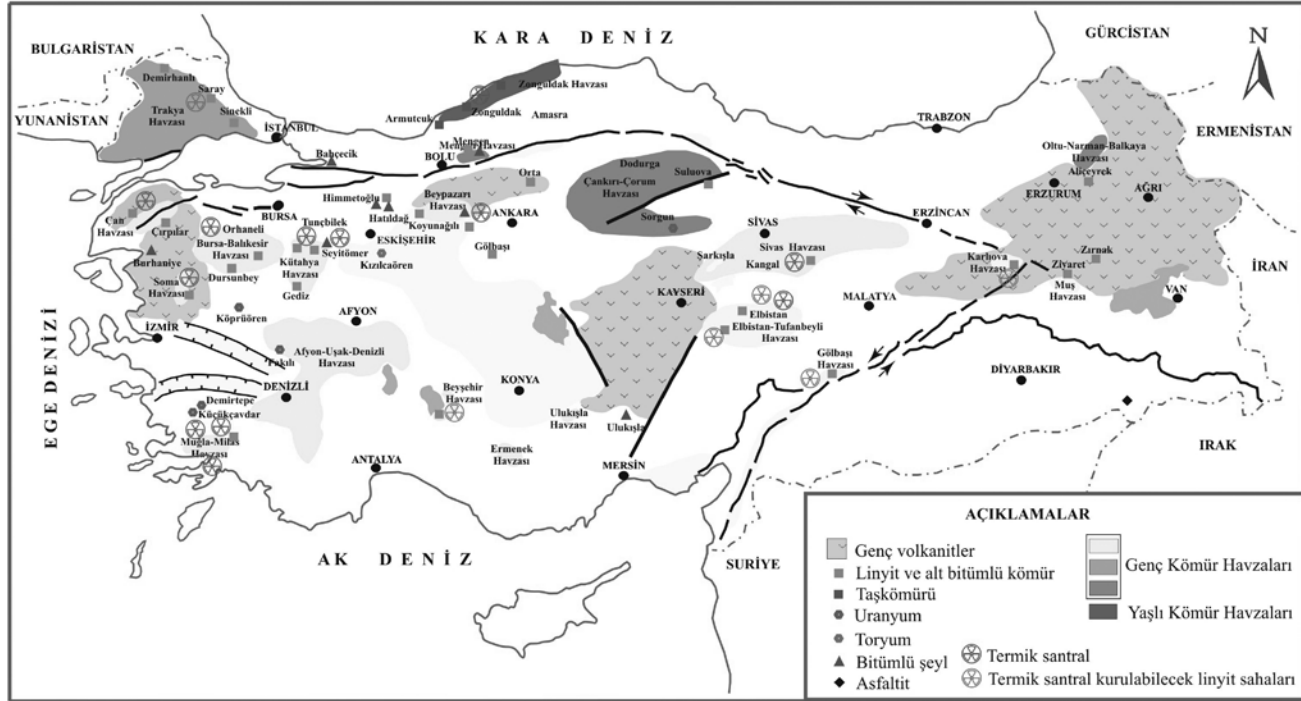 KARA DENİZ
BULGARİSTAN
GÜRCİSTAN
N
Demirhanlı
Saray
Trakya
Havzası
Sinekli
YUNANİSTAN
İSTANBUL
Zonguldak Havzası
Zonguldak
Amasra
Armutcuk
TRABZON
ERMENİSTAN
Bahçecik
Mengen
Mengen Havzası
BOLU
Oltu-Narman-Balkaya
Havzası
Aliçeyrek
ERZURUM
AĞRI
Dodurga
Suluova
Çankırı-Çorum
Havzası
Sorgun
Orta
Beypazarı
Havzası
Himmetoğlu
BURSA
Hatıldağ
Koyunağılı
ANKARA
Çan
Havzası
Çırpılar
Orhaneli
Tunçbilek
ESKİŞEHİR
SİVAS
ERZİNCAN
Bursa-Balıkesir
Havzası
Seyitömer
Gölbaşı
Sivas Havzası
Kangal
Şarkışla
Zırnak
Karlıova
Havzası
Ziyaret
Muş
Havzası
İRAN
VAN
Burhaniye
Dursunbey
Kütahya
Havzası
Kızılcaören
Gediz
Soma
Havzası
Köprüören
KAYSERİ
MALATYA
Elbistan
Elbistan-Tufanbeyli
Havzası
AFYON
İZMİR
EGE DENİZİ
Fakılı
Afyon-Uşak-Denizli
Havzası
Gölbaşı
Havzası
DİYARBAKIR
DENİZLİ
Beyşehir
Havzası
KONYA
Demirtepe
Küçükçavdar
Muğla-Milas
Havzası
Ulukışla
Havzası
Ulukışla
Ermenek
Havzası
ANTALYA
MERSİN
IRAK
AK DENİZ
SURİYE
AÇIKLAMALAR
Genç volkanitler
Linyit ve alt bitümlü kömür
Taşkömürü
Uranyum
Toryum
Bitümlü şeyl
Asfaltit
Genç Kömür Havzaları
Yaşlı Kömür Havzaları
Termik santral
Termik santral kurulabilecek linyit sahaları